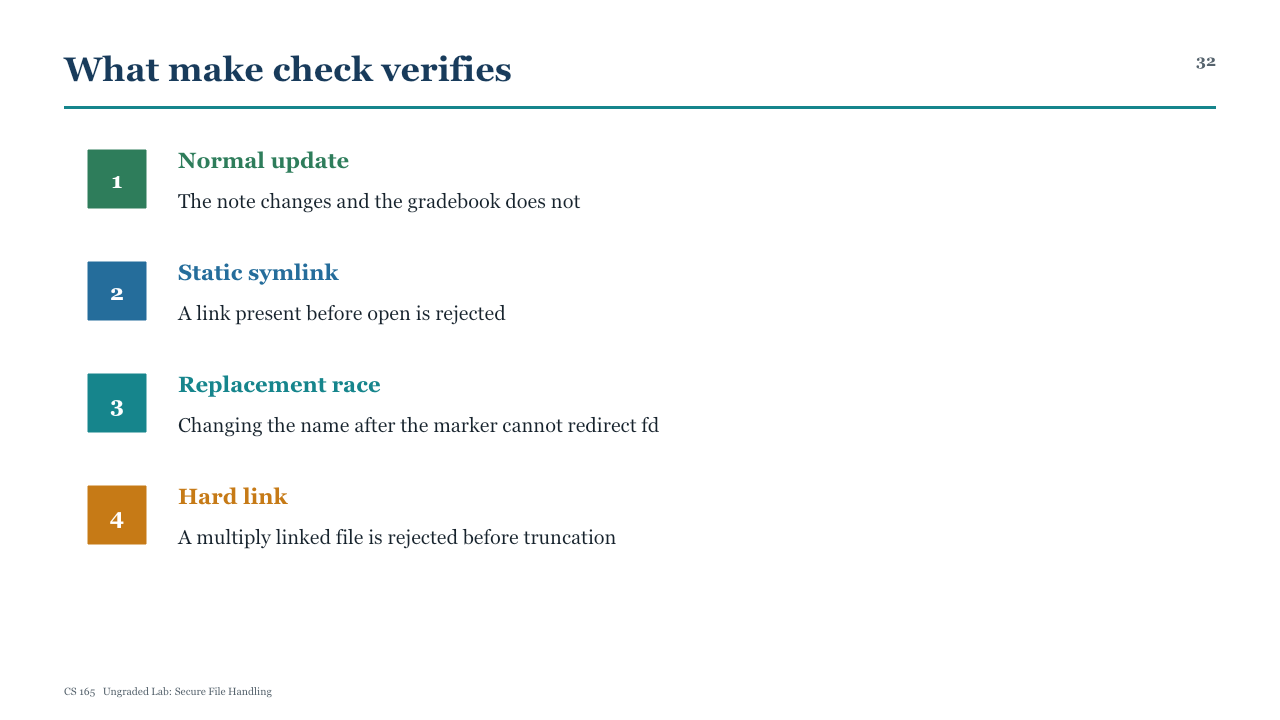 What make check verifies
32
1
Normal update
The note changes and the gradebook does not
2
Static symlink
A link present before open is rejected
3
Replacement race
Changing the name after the marker cannot redirect fd
4
Hard link
A multiply linked file is rejected before truncation
CS 165 Ungraded Lab: Secure File Handling